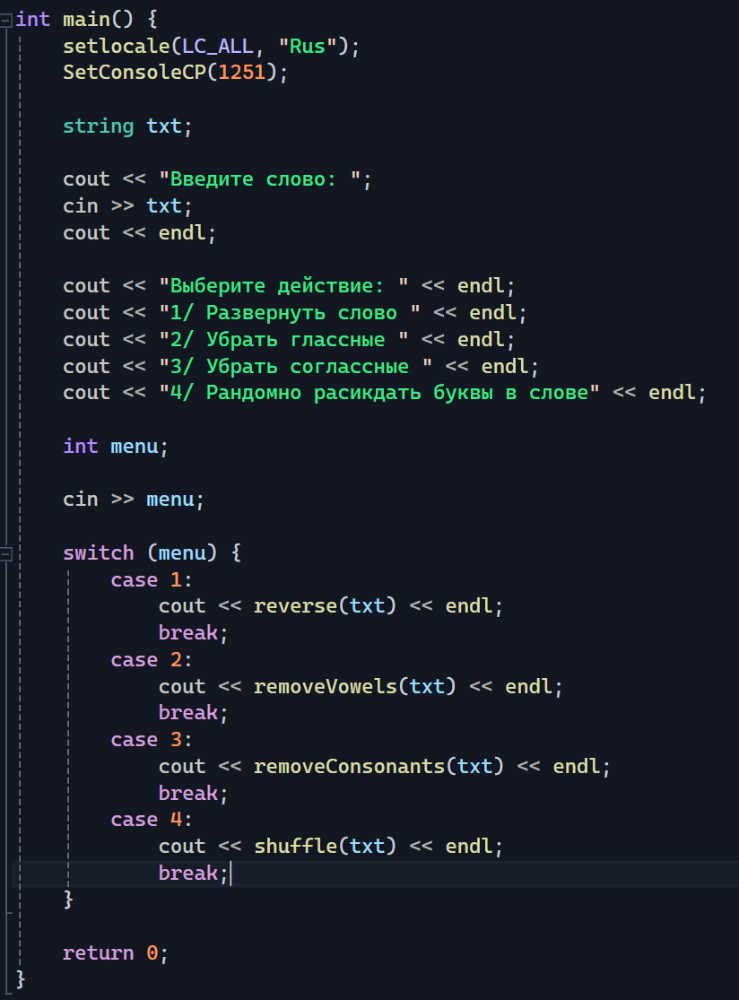 int main() {
    setlocale(LC_ALL, "Rus");
    SetConsoleCP(1251);

    string txt;

    cout << "Введите слово: ";
    cin >> txt;
    cout << endl;

    cout << "Выберите действие: " << endl;
    cout << "1/ Развернуть слово " << endl;
    cout << "2/ Убрать глассные " << endl;
    cout << "3/ Убрать соглассные " << endl;
    cout << "4/ Рандомно расикдать буквы в слове" << endl;

    int menu;

    cin >> menu;

    switch (menu) {
        case 1:
            cout << reverse(txt) << endl;
            break;
        case 2:
            cout << removeVowels(txt) << endl;
            break;
        case 3:
            cout << removeConsonants(txt) << endl;
            break;
        case 4:
            cout << shuffle(txt) << endl;
            break;
    }

    return 0;
}